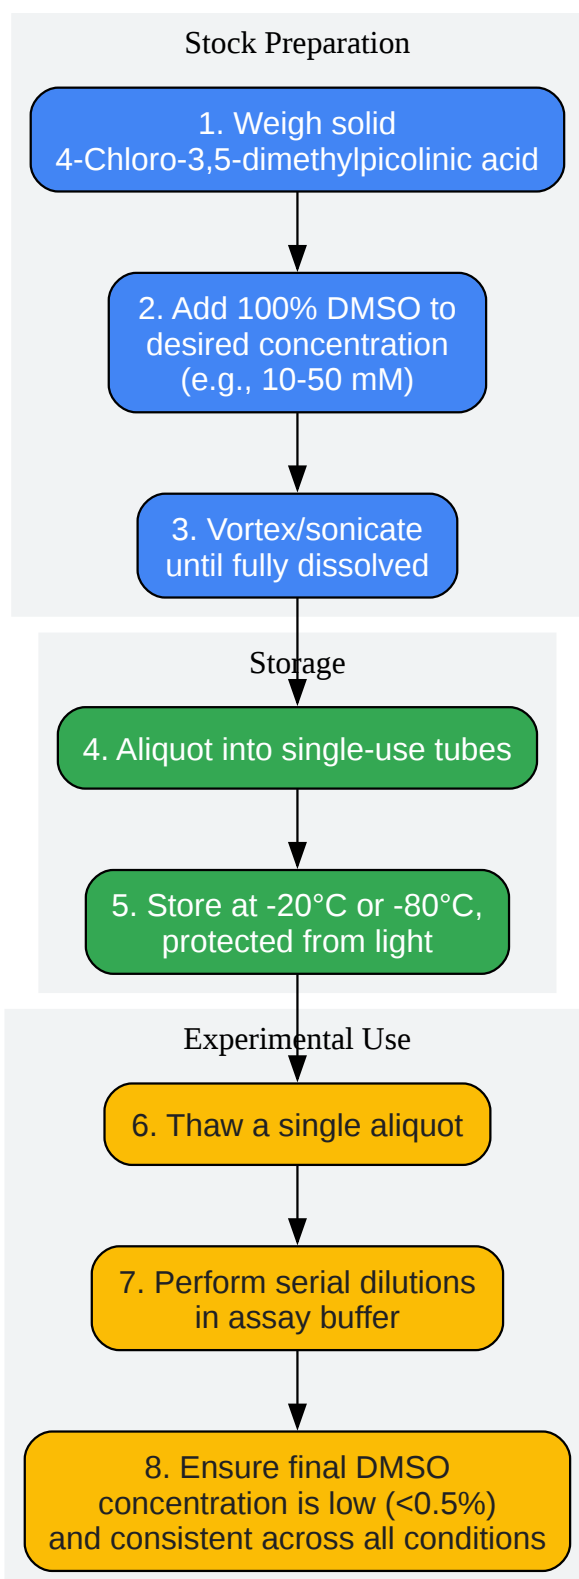 Stock Preparation
1. Weigh solid
4-Chloro-3,5-dimethylpicolinic acid
2. Add 100% DMSO to
desired concentration
(e.g., 10-50 mM)
3. Vortex/sonicate
until fully dissolved
Storage
4. Aliquot into single-use tubes
5. Store at -20°C or -80°C,
protected from light
Experimental Use
6. Thaw a single aliquot
7. Perform serial dilutions
in assay buffer
8. Ensure final DMSO
concentration is low (<0.5%)
and consistent across all conditions